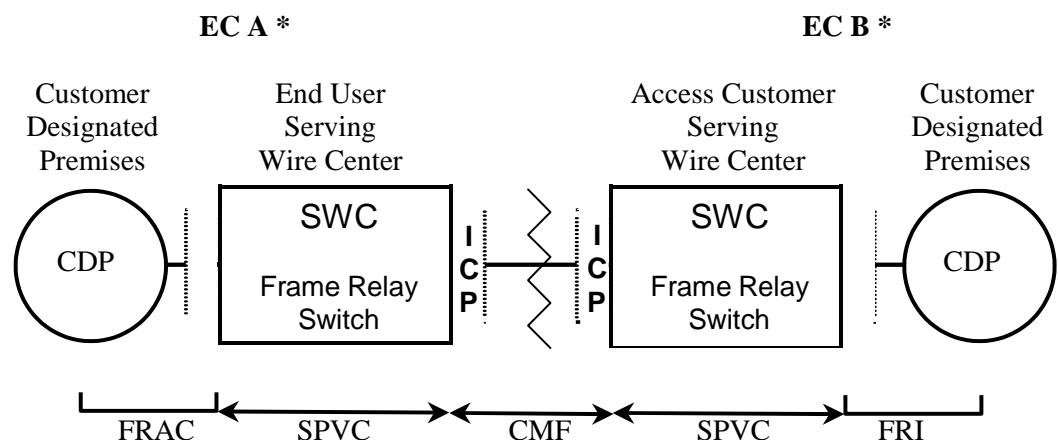 EC A *
EC B *
Customer
Designated
Premises
End User
Serving
Wire Center
Access Customer
Serving
Wire Center
Customer
Designated
Premises
CDP
SWC
Frame Relay
Switch
I
C
P
I
C
P
SWC
Frame Relay
Switch
CDP
FRAC
SPVC
CMF
SPVC
FRI